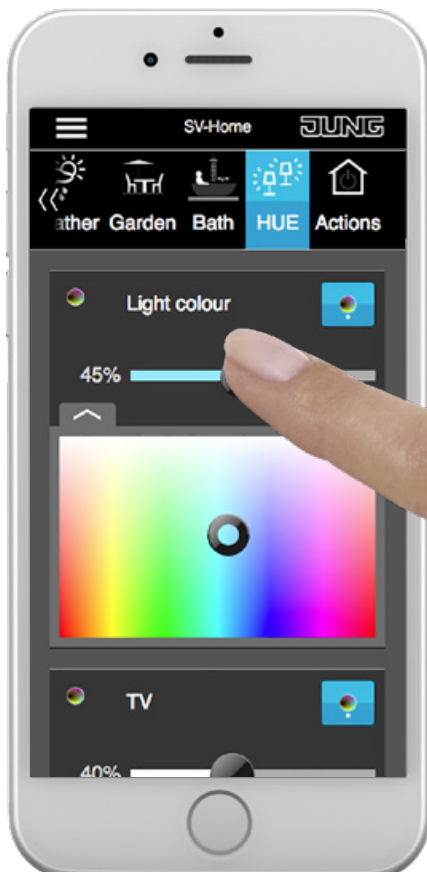 SV-Home JUNG
ather Garden Bath HUE Actions
Light colour
45%
TV
40%